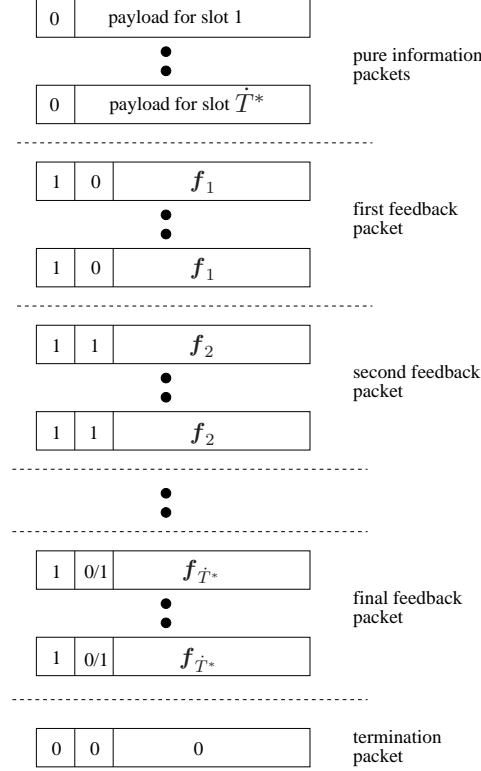 0 payload for slot 1
pure information
packets
0 payload for slot Ṫ*
1 0 f₁
first feedback
packet
1 0 f₁
1 1 f₂
second feedback
packet
1 1 f₂
1 0/1 f_Ṫ*
final feedback
packet
1 0/1 f_Ṫ*
termination
packet
0 0 0